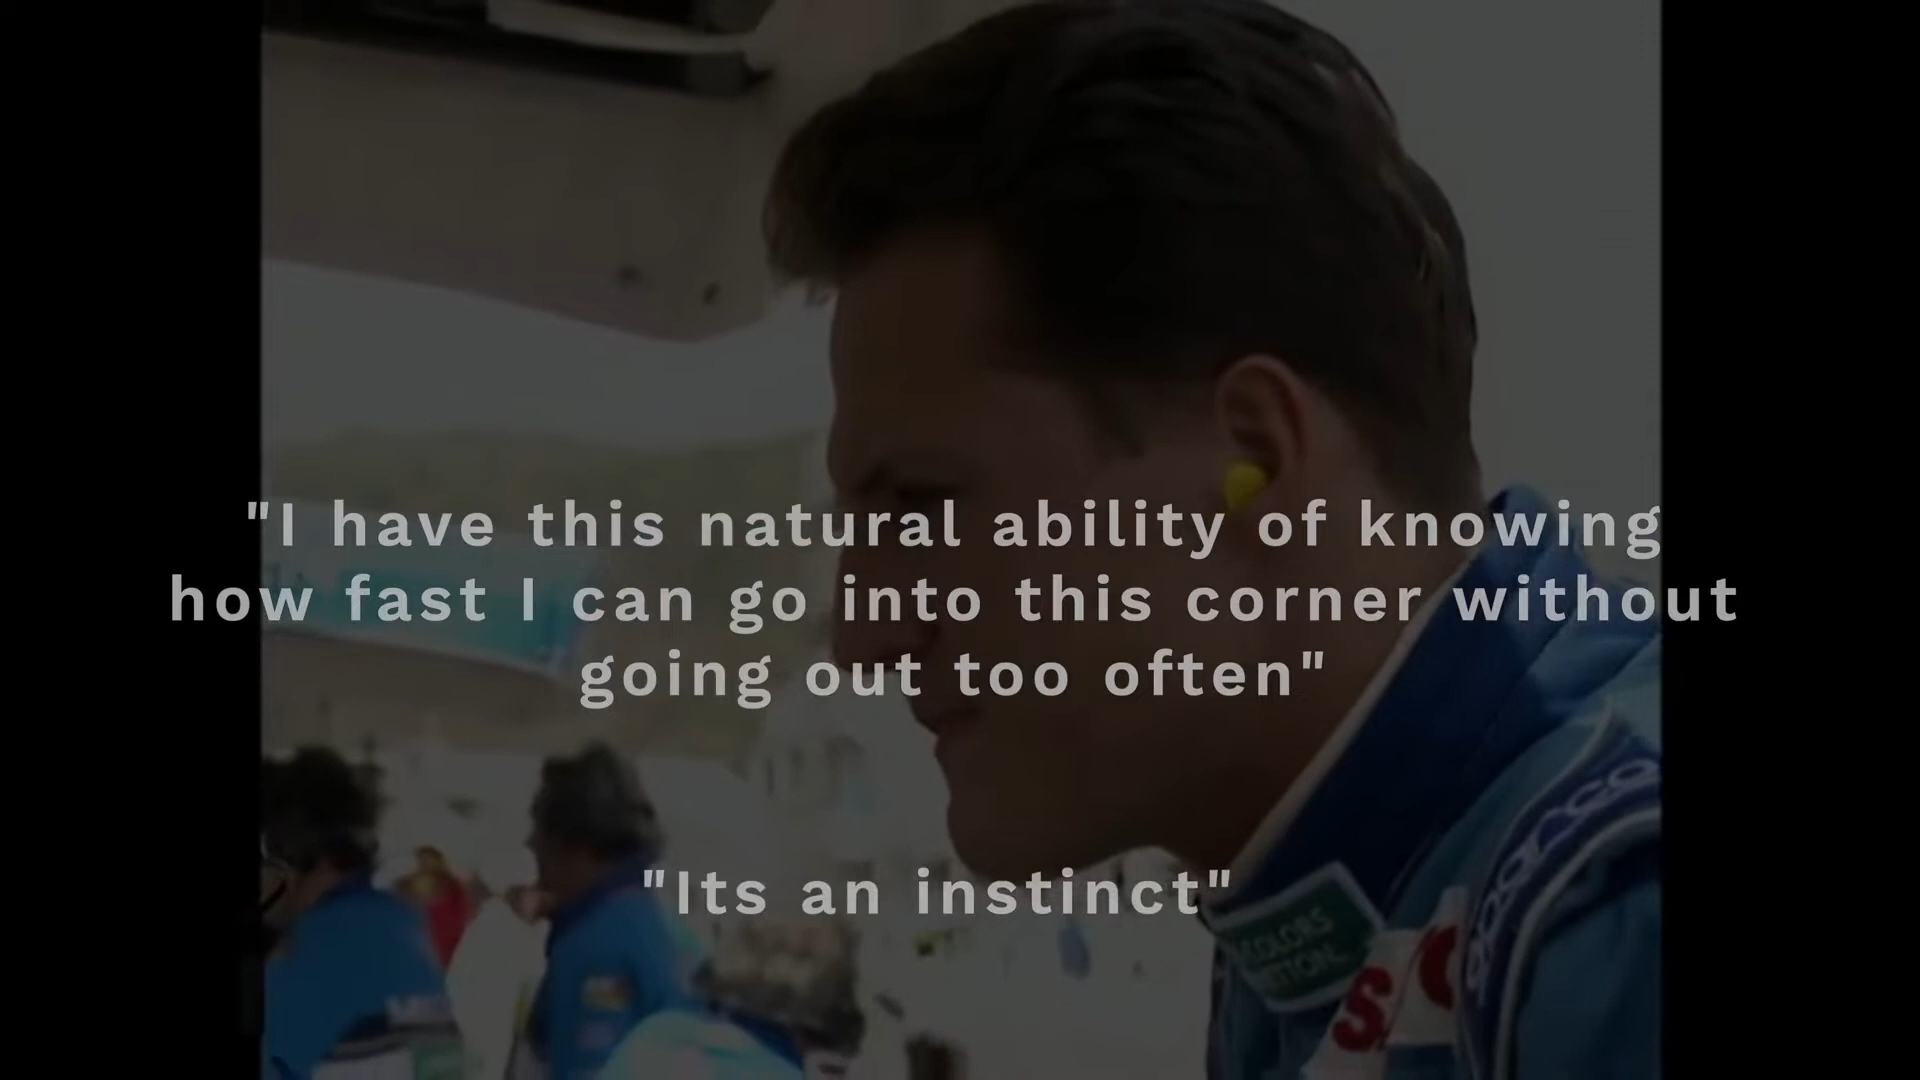 "I have this natural ability of knowing
how fast I can go into this corner without
going out too often"
"Its an instinct"
COLORS